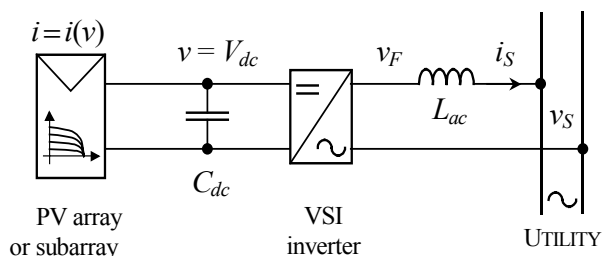 i = i(v)
v = V_dc
v_F
i_S
L_ac
v_S
C_dc
PV array
or subarray
VSI
inverter
UTILITY